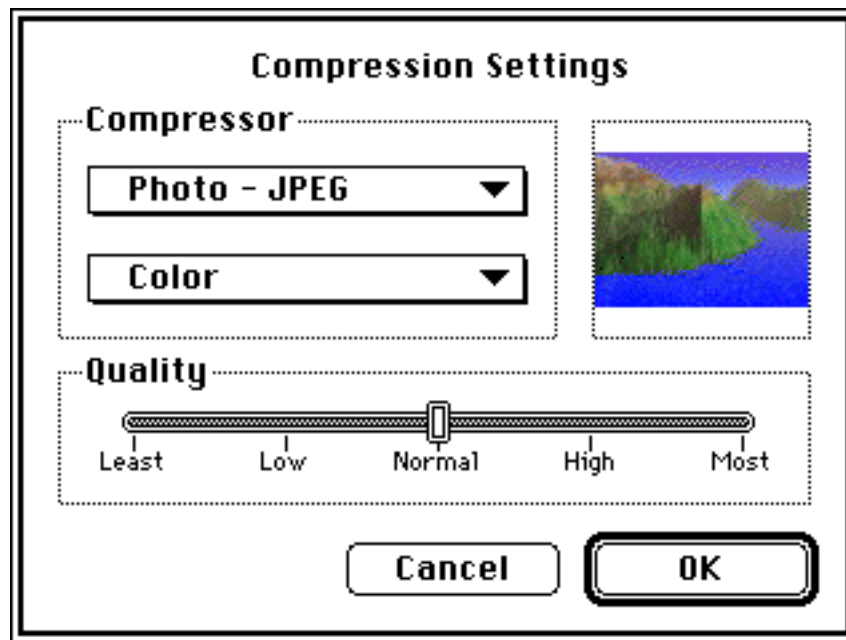 Compression Settings
Compressor
Photo - JPEG
Color
Quality
Least Low Normal High Most
Cancel OK